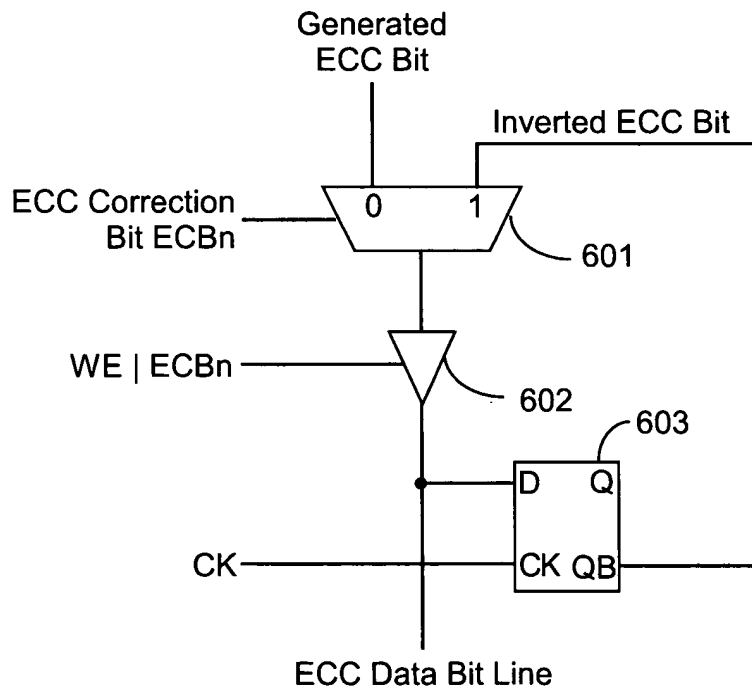 Generated
ECC Bit
Inverted ECC Bit
ECC Correction
Bit ECBn
0
1
601
WE | ECBn
602
603
D
Q
CK
CK
QB
ECC Data Bit Line